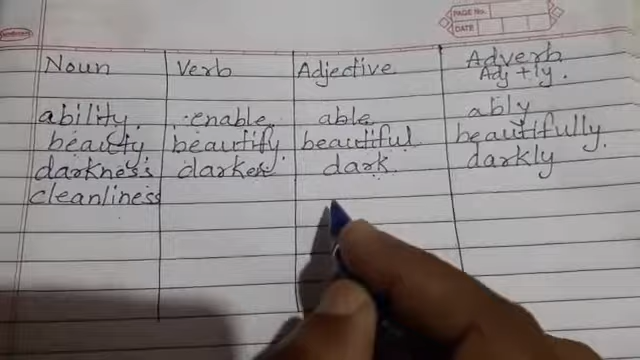 PAGE No.
DATE
Noun Verb Adjective Adverb
Adj + ly.
ability enable able ably
beauty beautify beautiful beautifully.
darkness darken dark darkly
cleanliness